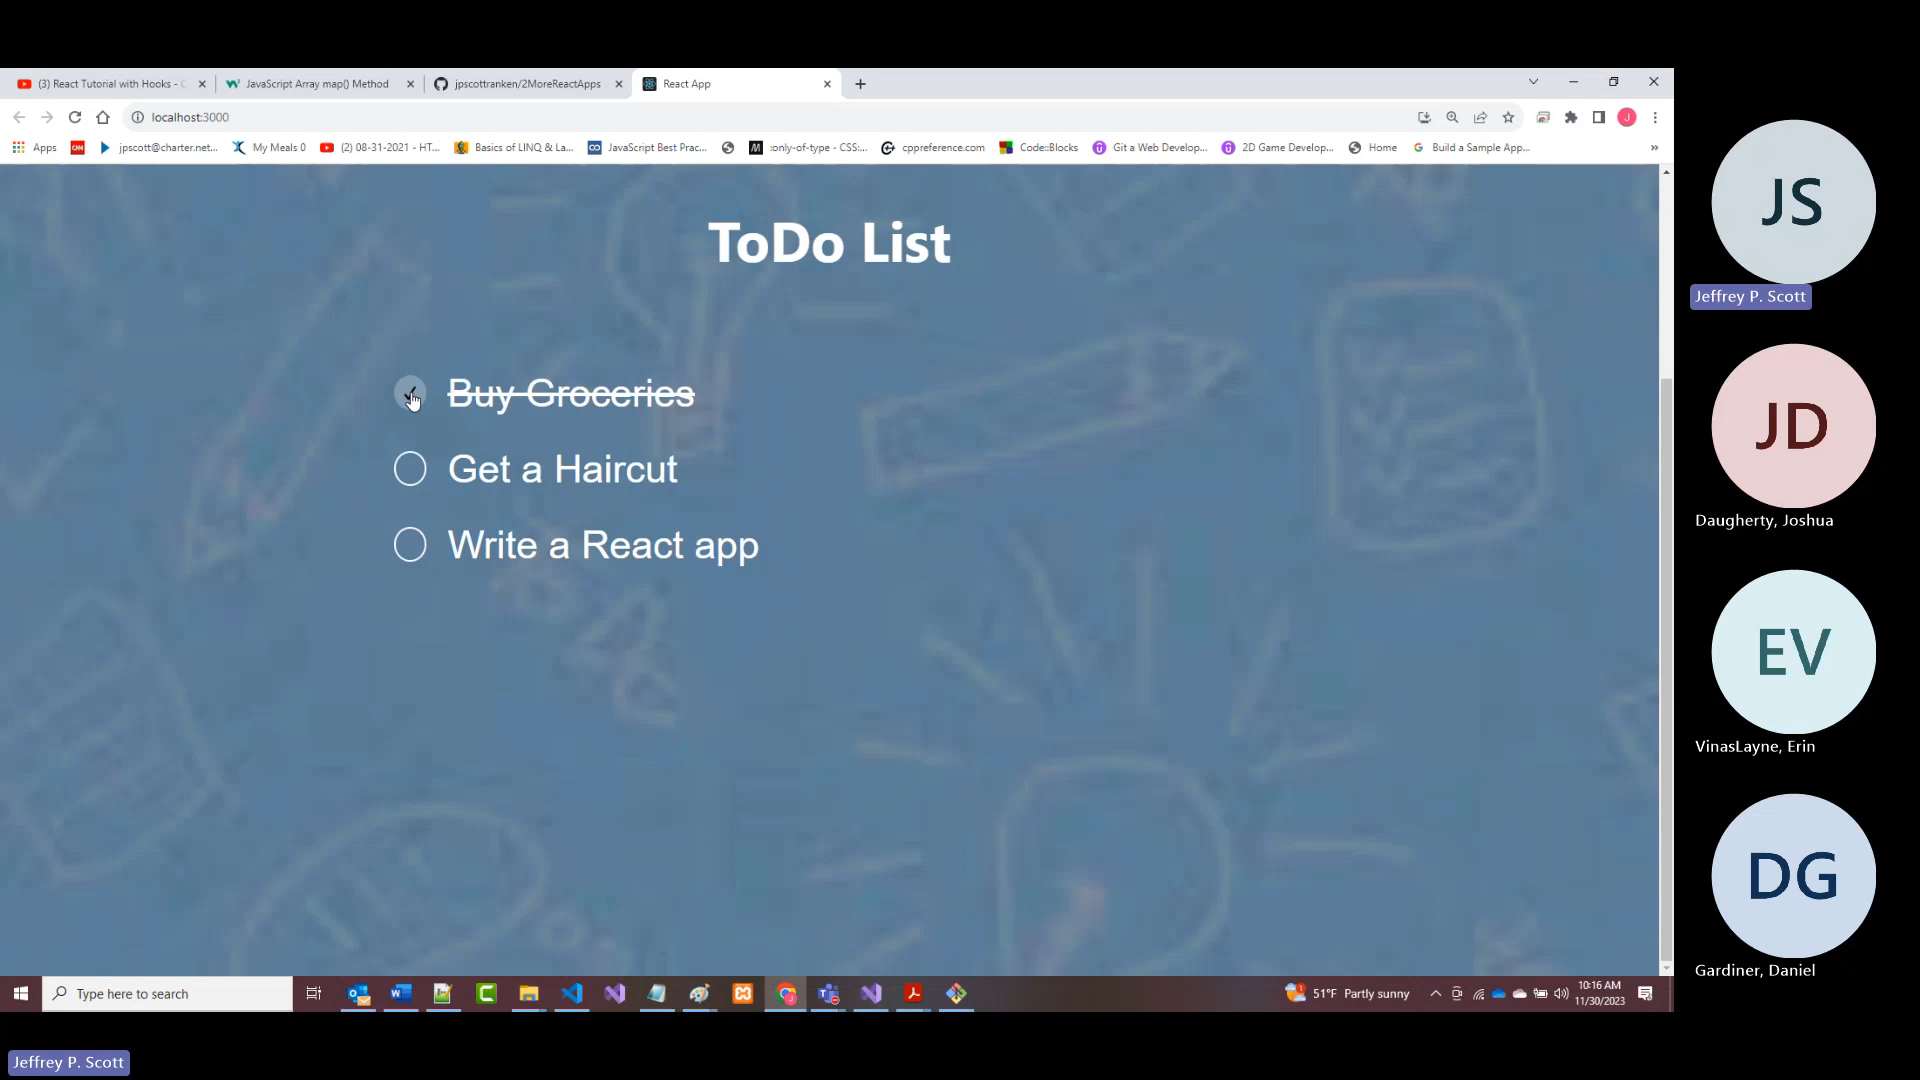 (3) React Tutorial with Hooks - C
JavaScript Array map() Method
jpscottranken/2MoreReactApps
React App
localhost:3000
J
Apps
CNN
jpscott@charter.net...
My Meals 0
(2) 08-31-2021 - HT...
Basics of LINQ & La...
JavaScript Best Prac...
:only-of-type - CSS:...
cppreference.com
Code::Blocks
Git a Web Develop...
2D Game Develop...
Home
Build a Sample App...
ToDo List
Buy Groceries
Get a Haircut
Write a React app
JS
Jeffrey P. Scott
JD
Daugherty, Joshua
EV
VinasLayne, Erin
DG
Gardiner, Daniel
Type here to search
51°F Partly sunny
10:16 AM
11/30/2023
Jeffrey P. Scott